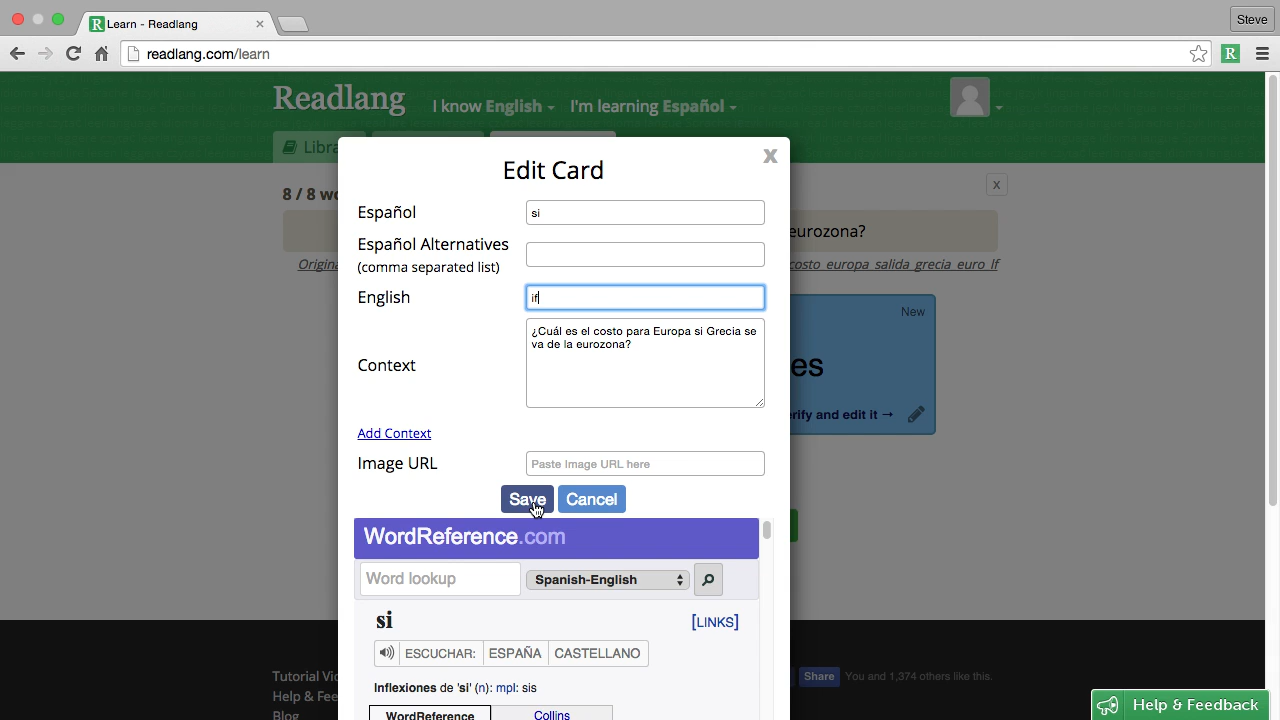 Learn - Readlang
Steve
readlang.com/learn
Readlang
I know English
I'm learning Español
Libra
8 / 8 wo
x
eurozona?
Origina
costo europa salida grecia euro If
New
es
erify and edit it →
Edit Card
X
Español
si
Español Alternatives
(comma separated list)
English
if
Context
¿Cuál es el costo para Europa si Grecia se
va de la eurozona?
Add Context
Image URL
Paste Image URL here
Save
Cancel
WordReference.com
Word lookup
Spanish-English
si
[LINKS]
ESCUCHAR:
ESPAÑA
CASTELLANO
Inflexiones de 'si' (n): mpl: sis
WordReference
Collins
Tutorial Vi
Share
You and 1,374 others like this.
Help & Fee
Blog
Help & Feedback